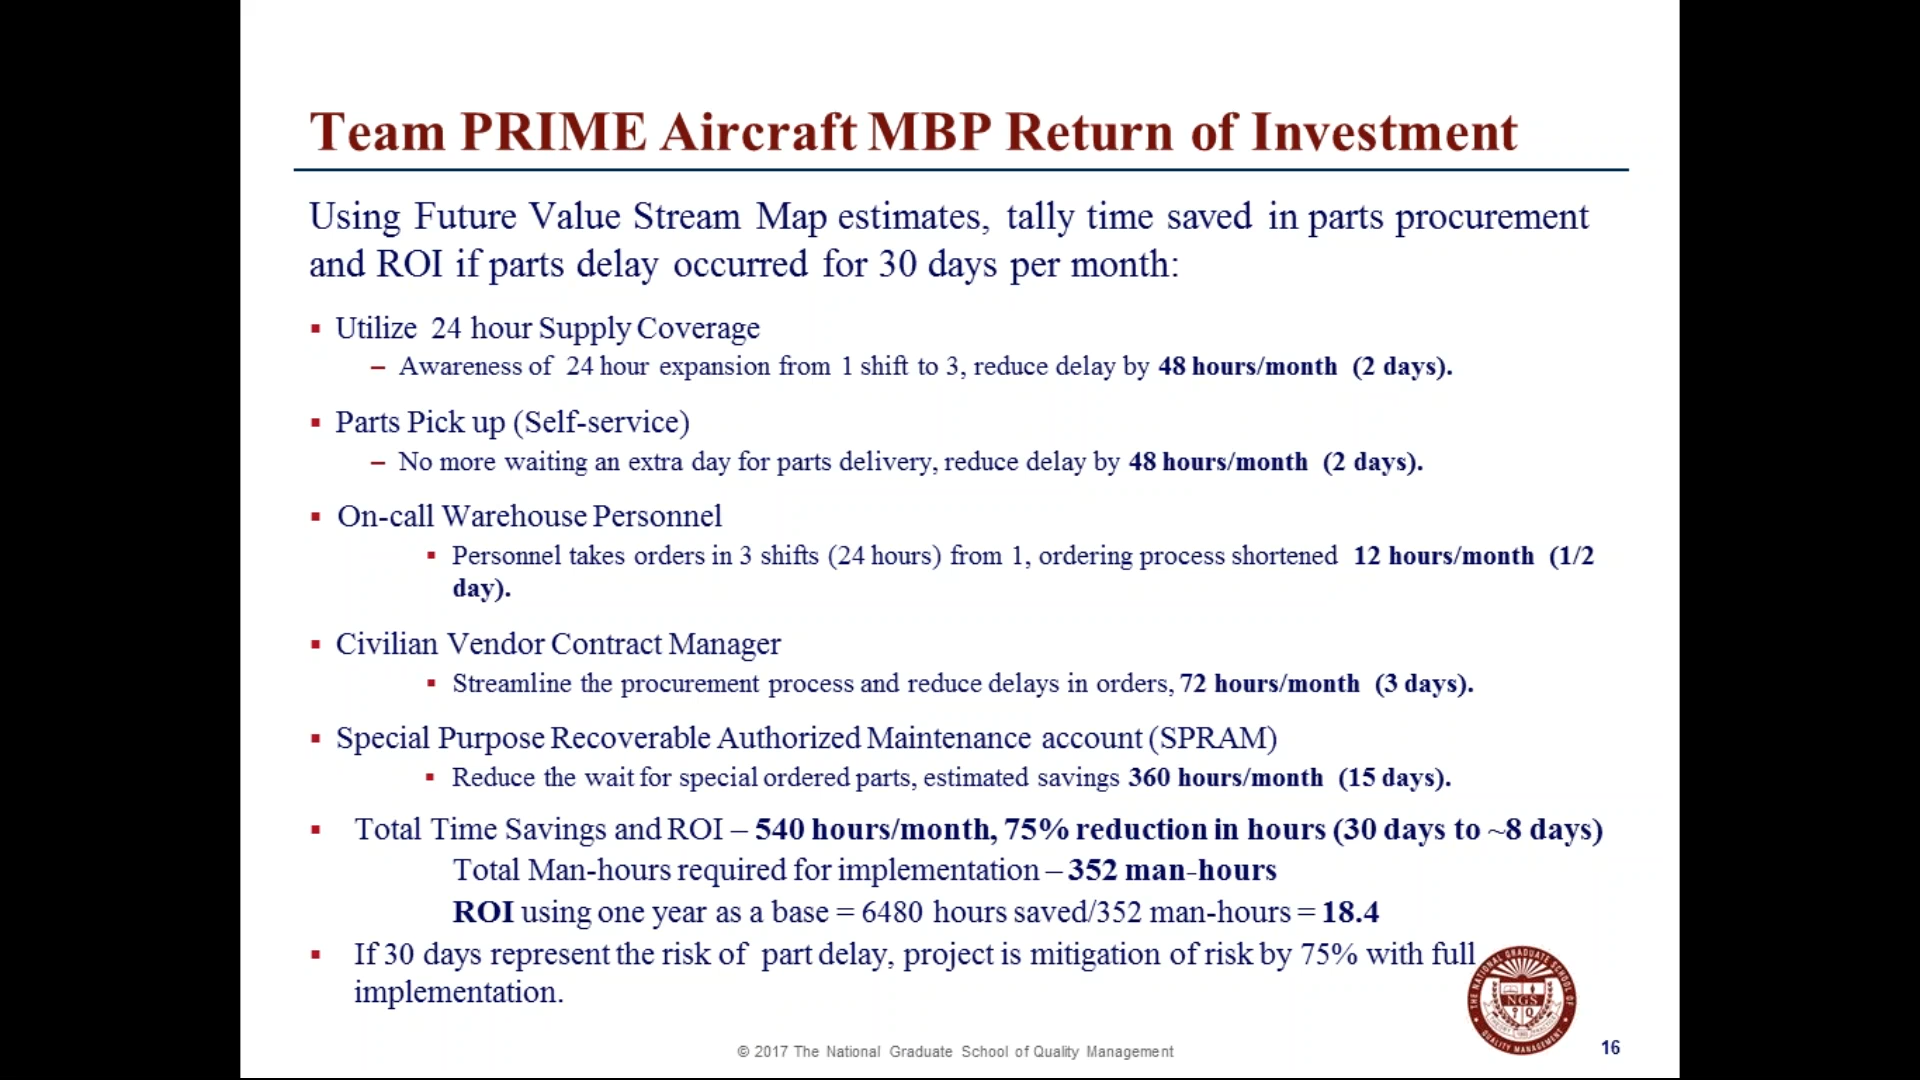 Team PRIME Aircraft MBP Return of Investment
Using Future Value Stream Map estimates, tally time saved in parts procurement
and ROI if parts delay occurred for 30 days per month:
▪ Utilize 24 hour Supply Coverage
– Awareness of 24 hour expansion from 1 shift to 3, reduce delay by 48 hours/month (2 days).
▪ Parts Pick up (Self-service)
– No more waiting an extra day for parts delivery, reduce delay by 48 hours/month (2 days).
▪ On-call Warehouse Personnel
▪ Personnel takes orders in 3 shifts (24 hours) from 1, ordering process shortened 12 hours/month (1/2
day).
▪ Civilian Vendor Contract Manager
▪ Streamline the procurement process and reduce delays in orders, 72 hours/month (3 days).
▪ Special Purpose Recoverable Authorized Maintenance account (SPRAM)
▪ Reduce the wait for special ordered parts, estimated savings 360 hours/month (15 days).
▪ Total Time Savings and ROI – 540 hours/month, 75% reduction in hours (30 days to ~8 days)
Total Man-hours required for implementation – 352 man-hours
ROI using one year as a base = 6480 hours saved/352 man-hours = 18.4
▪ If 30 days represent the risk of part delay, project is mitigation of risk by 75% with full
implementation.
THE NATIONAL GRADUATE SCHOOL OF
NGS
QUALITY MANAGEMENT
© 2017 The National Graduate School of Quality Management
16